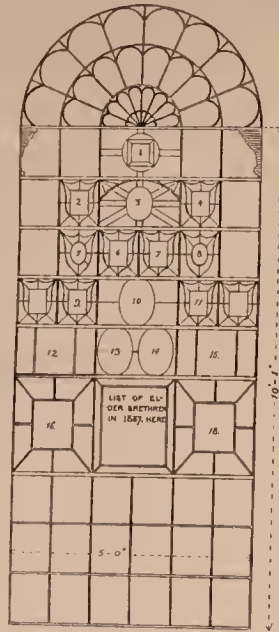 1
2 3 4
5 6 7 8
9. 10 11
12. 13 14 15.
LIST OF EL-
DER BRETHREN
IN 1887. HERE
16. 18.
5-0"
10'-1"